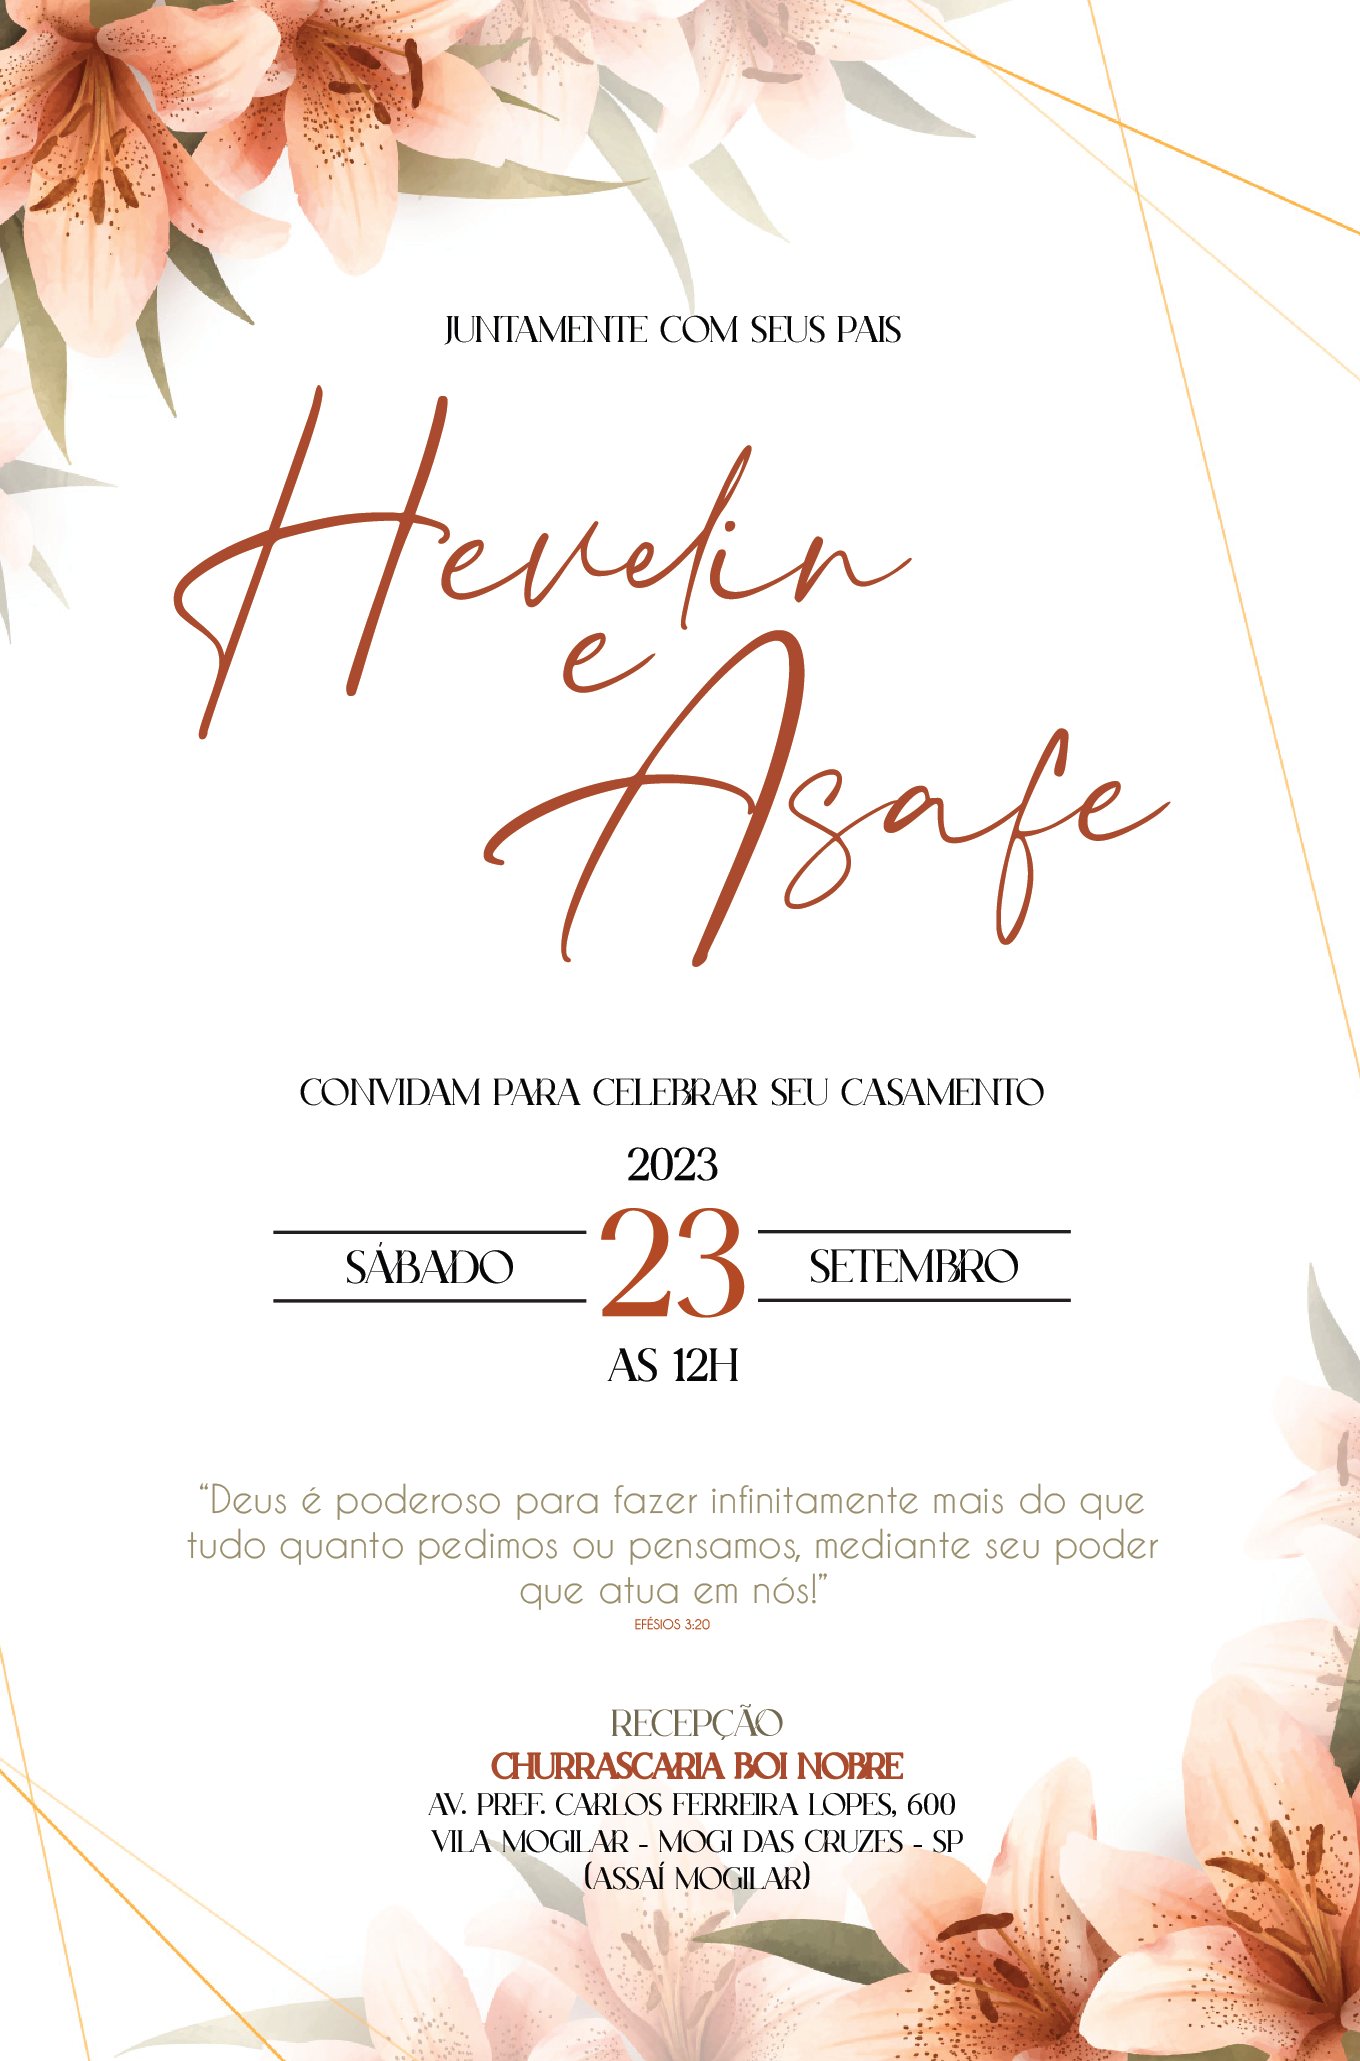 JUNTAMENTE COM SEUS PAIS
Hevelin
e
Asafe
CONVIDAM PARA CELEBRAR SEU CASAMENTO
2023
SÁBADO 23 SETEMBRO
AS 12H
“Deus é poderoso para fazer infinitamente mais do que
tudo quanto pedimos ou pensamos, mediante seu poder
que atua em nós!”
EFÉSIOS 3:20
RECEPÇÃO
CHURRASCARIA BOI NOBRE
AV. PREF. CARLOS FERREIRA LOPES, 600
VILA MOGILAR - MOGI DAS CRUZES - SP
(ASSAÍ MOGILAR)